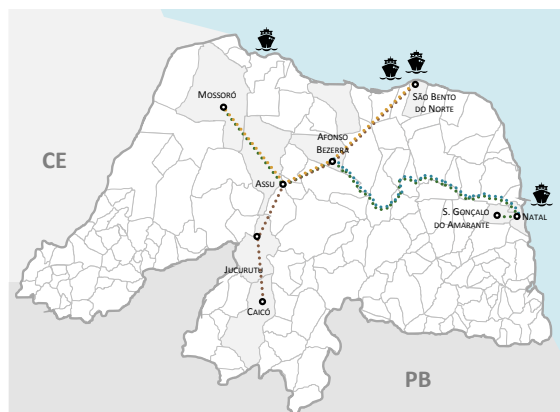 MOSSORÓ
SÃO BENTO
DO NORTE
AFONSO
BEZERRA
CE
ASSU
S. GONÇALO
DO AMARANTE
NATAL
JUCURUTU
CAICÓ
PB